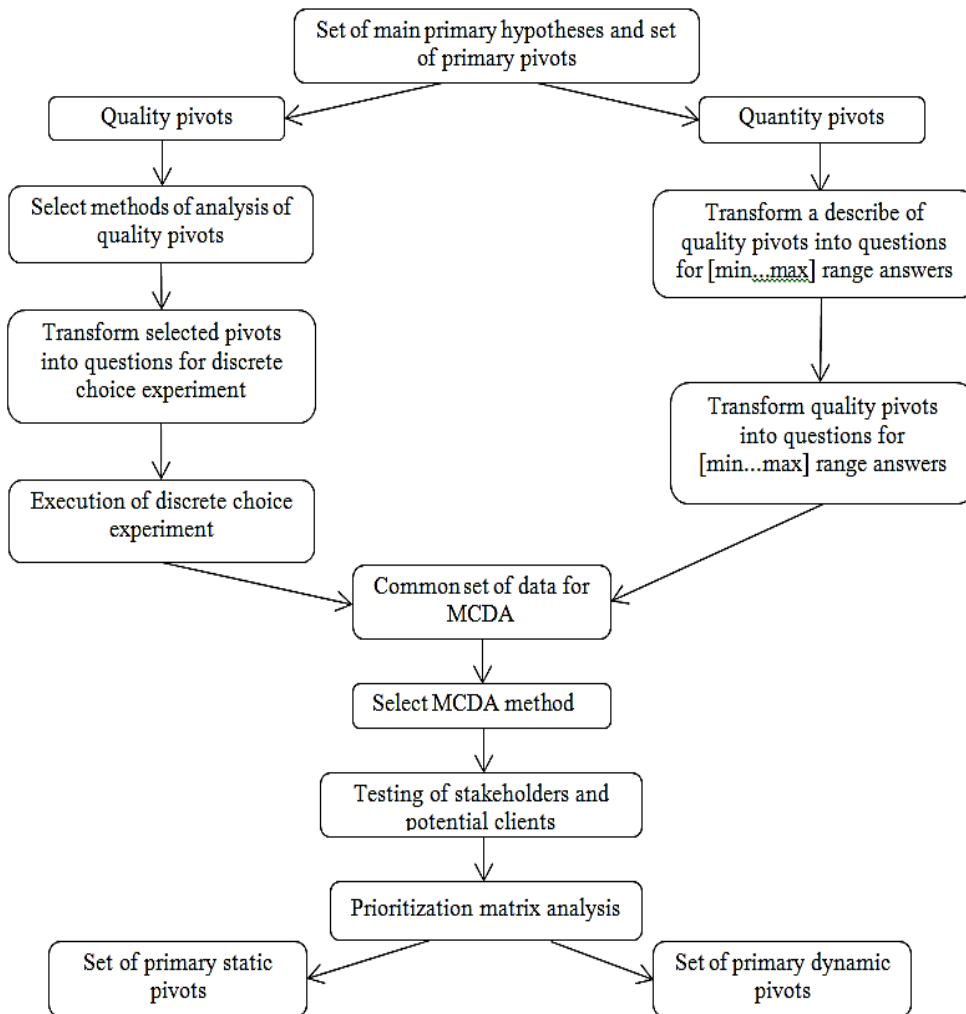 Set of main primary hypotheses and set
of primary pivots
Quality pivots
Quantity pivots
Select methods of analysis of
quality pivots
Transform a describe of
quality pivots into questions
for [min...max] range answers
Transform selected pivots
into questions for discrete
choice experiment
Transform quality pivots
into questions for
[min...max] range answers
Execution of discrete choice
experiment
Common set of data for
MCDA
Select MCDA method
Testing of stakeholders and
potential clients
Prioritization matrix analysis
Set of primary static
pivots
Set of primary dynamic
pivots